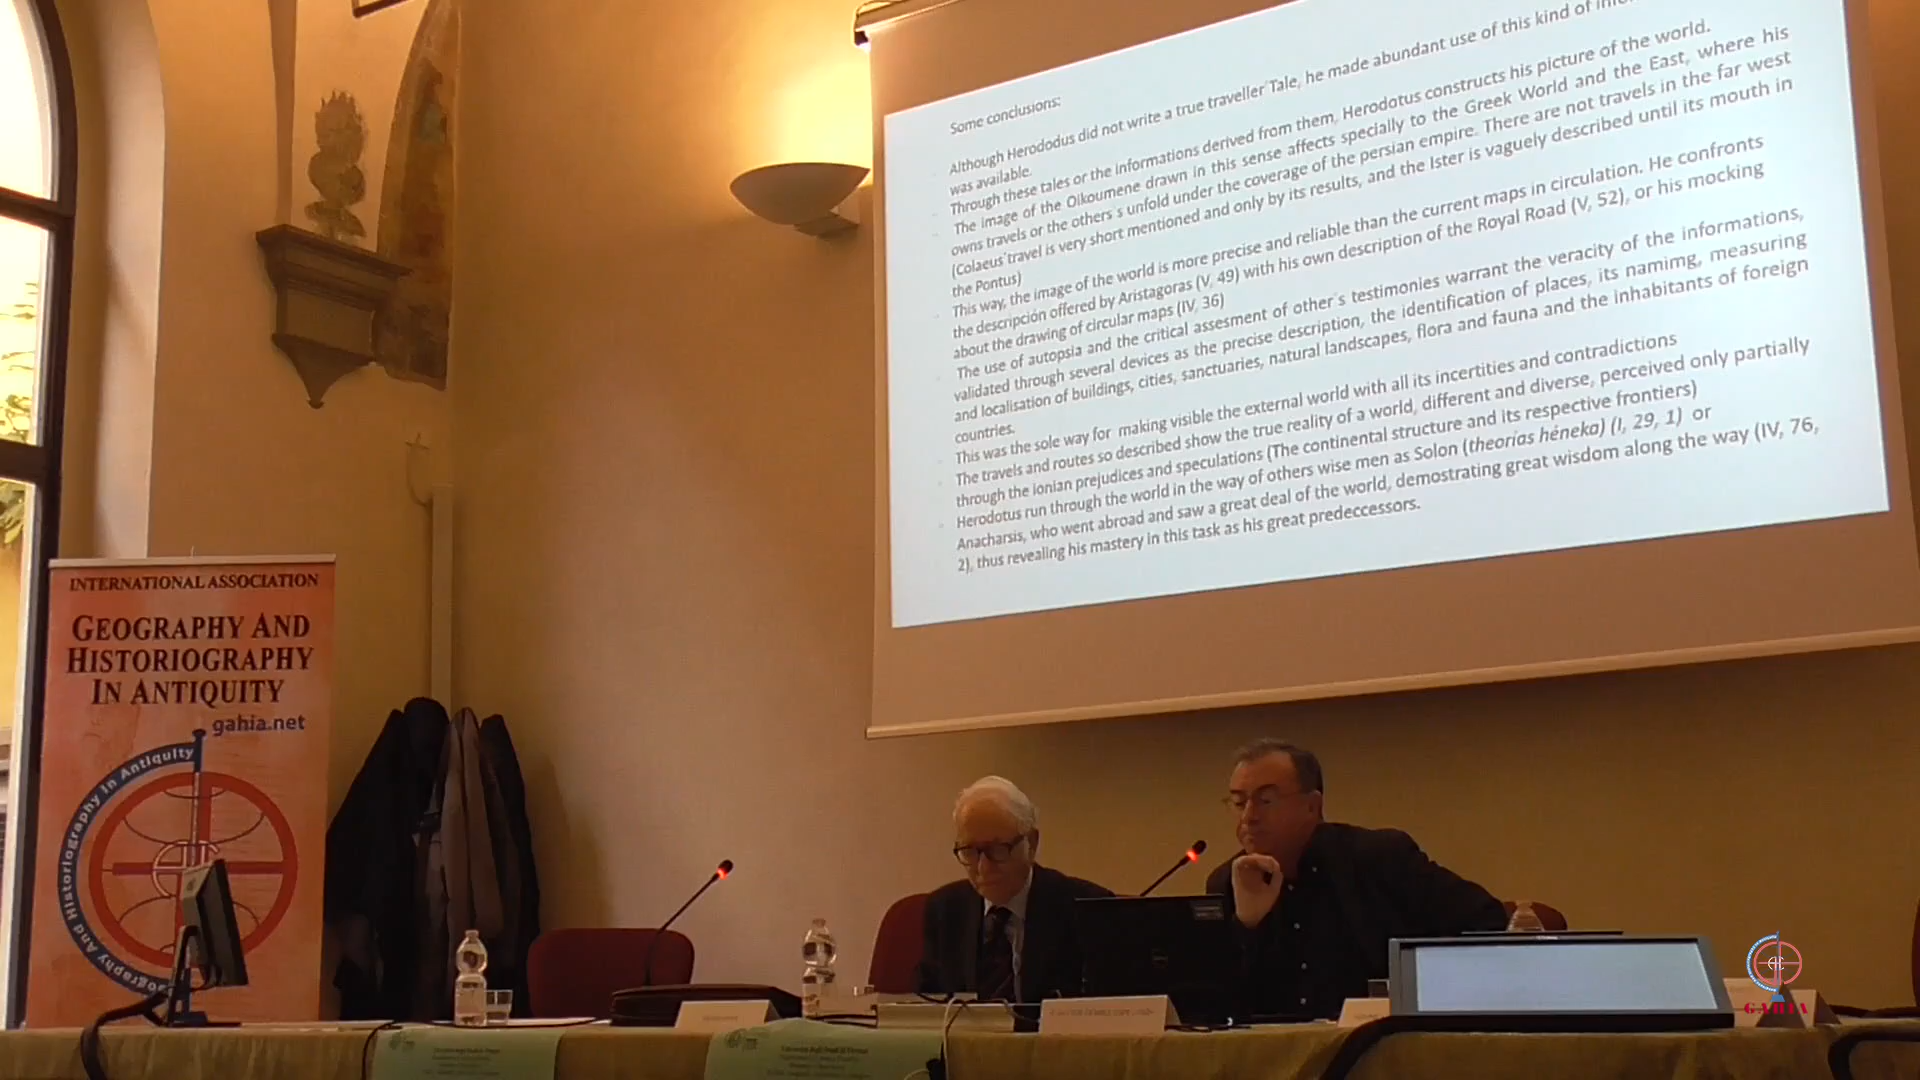 Some conclusions:
Although Herododus did not write a true traveller´Tale, he made abundant use of this kind of
was available.
Through these tales or the informations derived from them, Herodotus constructs his picture of the world.
The image of the Oikoumene drawn in this sense affects specially to the Greek World and the East, where his
owns travels or the others´s unfold under the coverage of the persian empire. There are not travels in the far west
(Colaeus´travel is very short mentioned and only by its results, and the Ister is vaguely described until its mouth in
the Pontus)
This way, the image of the world is more precise and reliable than the current maps in circulation. He confronts
the descripción offered by Aristagoras (V, 49) with his own description of the Royal Road (V, 52), or his mocking
about the drawing of circular maps (IV, 36)
The use of autopsia and the critical assesment of other´s testimonies warrant the veracity of the informations,
validated through several devices as the precise description, the identification of places, its namimg, measuring
and localisation of buildings, cities, sanctuaries, natural landscapes, flora and fauna and the inhabitants of foreign
countries.
This was the sole way for making visible the external world with all its incertities and contradictions
The travels and routes so described show the true reality of a world, different and diverse, perceived only partially
through the ionian prejudices and speculations (The continental structure and its respective frontiers)
Herodotus run through the world in the way of others wise men as Solon (theorías héneka) (I, 29, 1) or
Anacharsis, who went abroad and saw a great deal of the world, demostrating great wisdom along the way (IV, 76,
2), thus revealing his mastery in this task as his great predeccessors.
INTERNATIONAL ASSOCIATION
GEOGRAPHY AND
HISTORIOGRAPHY
IN ANTIQUITY
gahia.net
Geography And Historiography In Antiquity
GAHIA